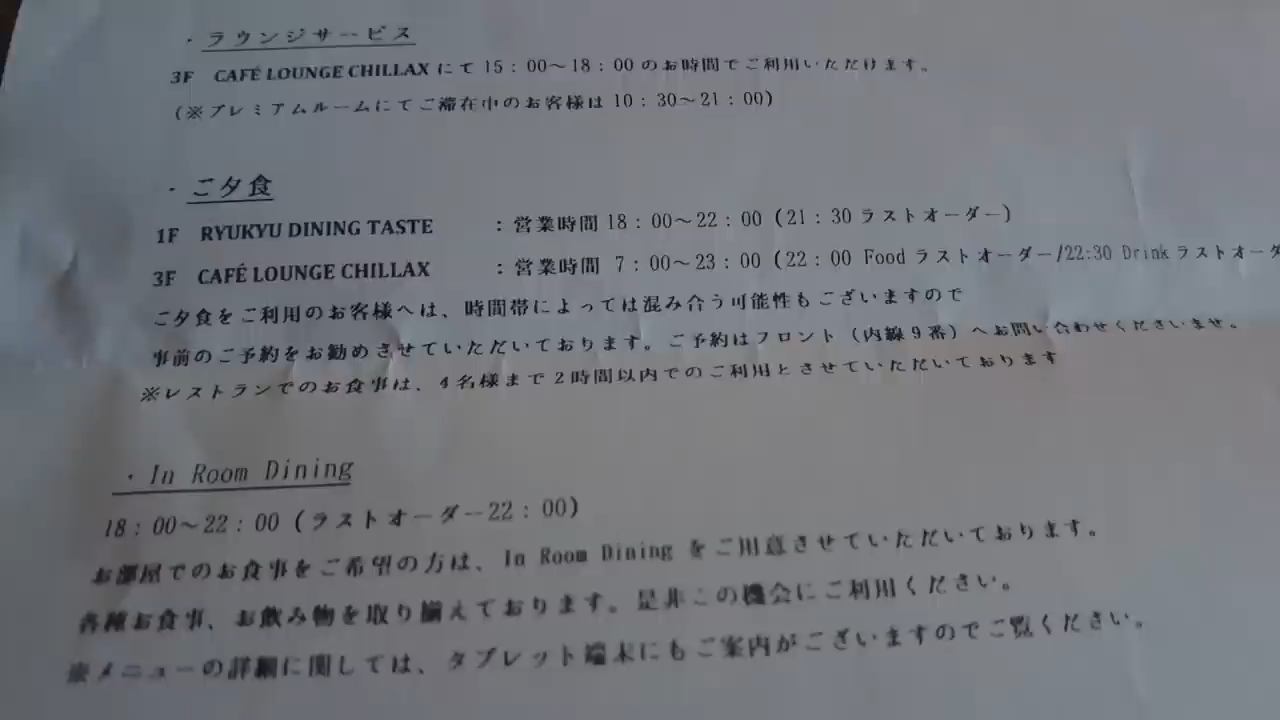 ・ラウンジサービス
3F CAFÉ LOUNGE CHILLAX にて 15：00～18：00 のお時間でご利用いただけます。
（※プレミアムルームにてご滞在中のお客様は 10：30～21：00）
・ご夕食
1F RYUKYU DINING TASTE ：営業時間 18：00～22：00（21：30 ラストオーダー）
3F CAFÉ LOUNGE CHILLAX ：営業時間 7：00～23：00（22：00 Food ラストオーダー/22:30 Drink ラストオーダ
ご夕食をご利用のお客様へは、時間帯によっては混み合う可能性もございますので
事前のご予約をお勧めさせていただいております。ご予約はフロント（内線9番）へお問い合わせくださいませ。
※レストランでのお食事は、4名様まで2時間以内でのご利用とさせていただいております
・In Room Dining
18：00～22：00（ラストオーダー22：00）
お部屋でのお食事をご希望の方は、In Room Dining をご用意させていただいております。
各種お食事、お飲み物を取り揃えております。是非この機会にご利用ください。
※メニューの詳細に関しては、タブレット端末にもご案内がございますのでご覧ください。